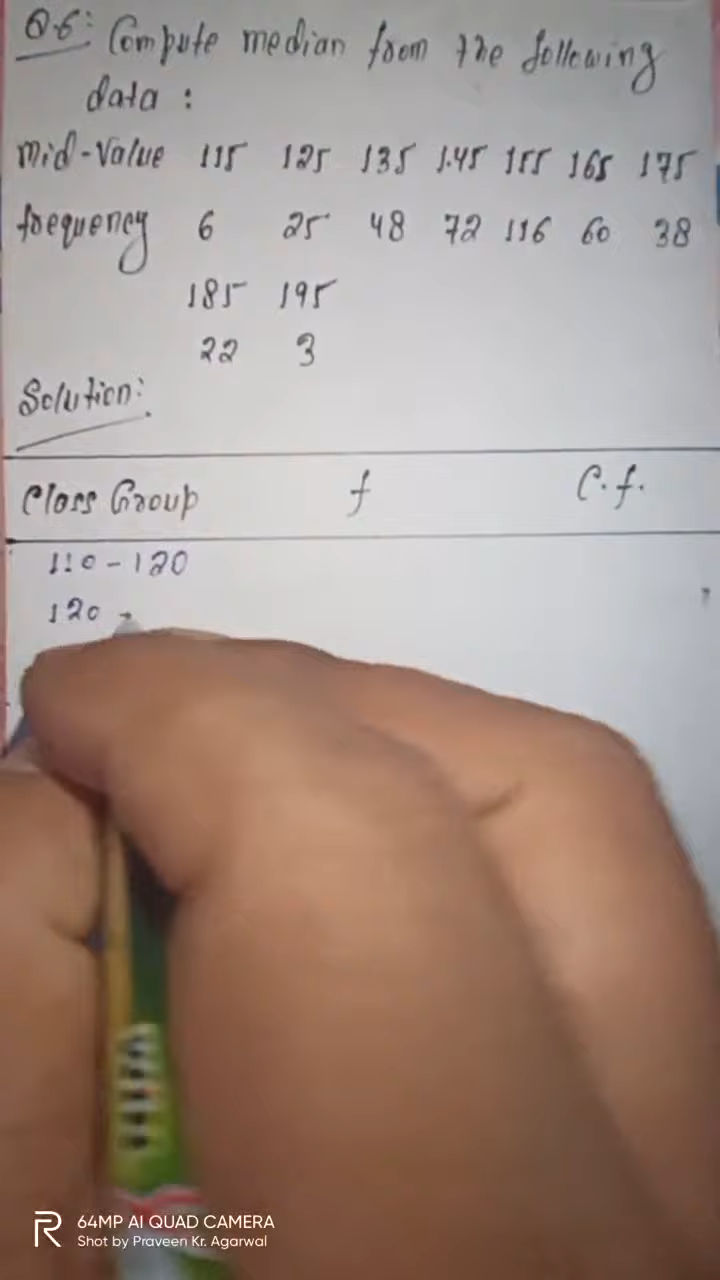 Q.6: Compute median from the following
data :
Mid-Value 115 125 135 145 155 165 175
frequency 6 25 48 72 116 60 38
185 195
22 3
Solution:
Class Group f C.f.
110 - 120
120 -
64MP AI QUAD CAMERA
Shot by Praveen Kr. Agarwal